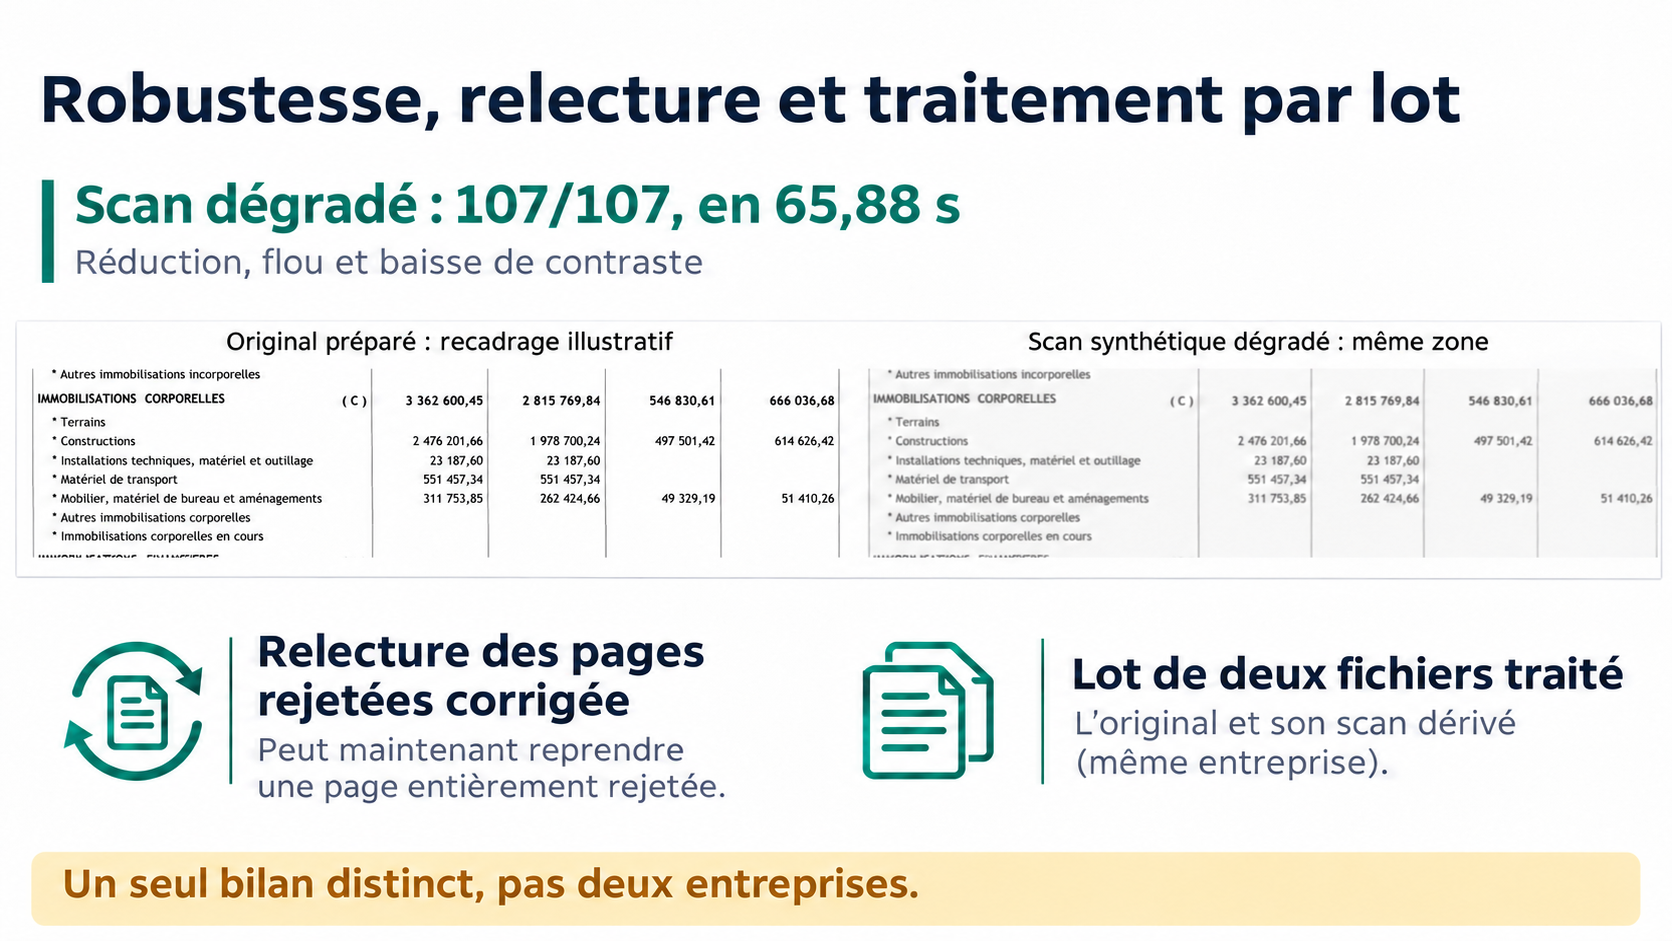 Robustesse, relecture et traitement par lot
Scan dégradé : 107/107, en 65,88 s
Réduction, flou et baisse de contraste
Original préparé : recadrage illustratif
* Autres immobilisations incorporelles
IMMOBILISATIONS CORPORELLES (C) 3 362 600,45 2 815 769,84 546 830,61 666 036,68
* Terrains
* Constructions 2 476 201,66 1 978 700,24 497 501,42 614 626,42
* Installations techniques, matériel et outillage 23 187,60 23 187,60
* Matériel de transport 551 457,34 551 457,34
* Mobilier, matériel de bureau et aménagements 311 753,85 262 424,66 49 329,19 51 410,26
* Autres immobilisations corporelles
* Immobilisations corporelles en cours
Scan synthétique dégradé : même zone
* Autres immobilisations incorporelles
IMMOBILISATIONS CORPORELLES (C) 3 362 600,45 2 815 769,84 546 830,61 666 036,68
* Terrains
* Constructions 2 476 201,66 1 978 700,24 497 501,42 614 626,42
* Installations techniques, matériel et outillage 23 187,60 23 187,60
* Matériel de transport 551 457,34 551 457,34
* Mobilier, matériel de bureau et aménagements 311 753,85 262 424,66 49 329,19 51 410,26
* Autres immobilisations corporelles
* Immobilisations corporelles en cours
Relecture des pages
rejetées corrigée
Peut maintenant reprendre
une page entièrement rejetée.
Lot de deux fichiers traité
L'original et son scan dérivé
(même entreprise).
Un seul bilan distinct, pas deux entreprises.